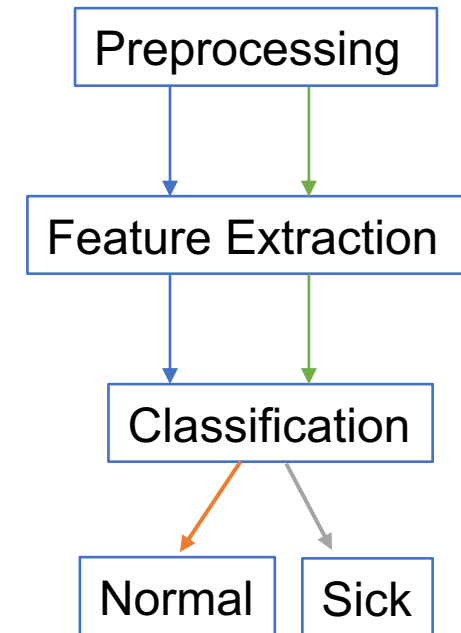 Preprocessing
Feature Extraction
Classification
Normal
Sick